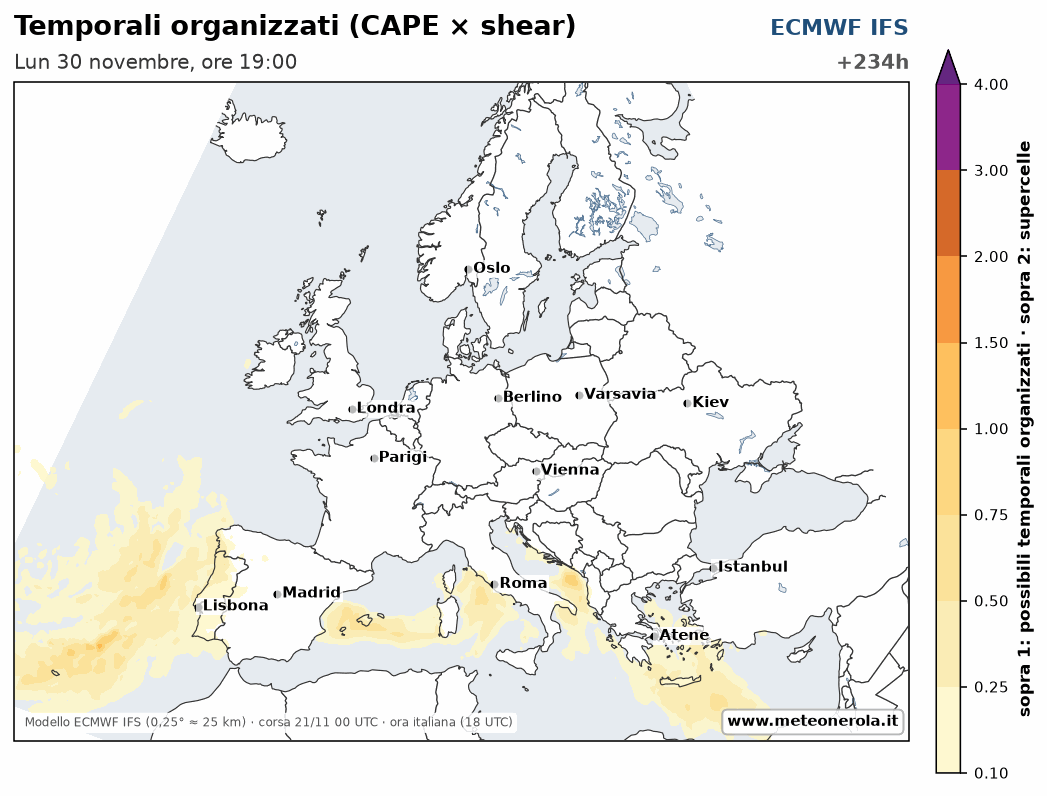 Temporali organizzati (CAPE × shear)
ECMWF IFS
Lun 30 novembre, ore 19:00
+234h
Oslo
Londra
Berlino
Varsavia
Kiev
Parigi
Vienna
Istanbul
Roma
Madrid
Lisbona
Atene
Modello ECMWF IFS (0,25° ≈ 25 km) · corsa 21/11 00 UTC · ora italiana (18 UTC)
www.meteonerola.it
4.00
3.00
2.00
1.50
1.00
0.75
0.50
0.25
0.10
sopra 1: possibili temporali organizzati · sopra 2: supercelle